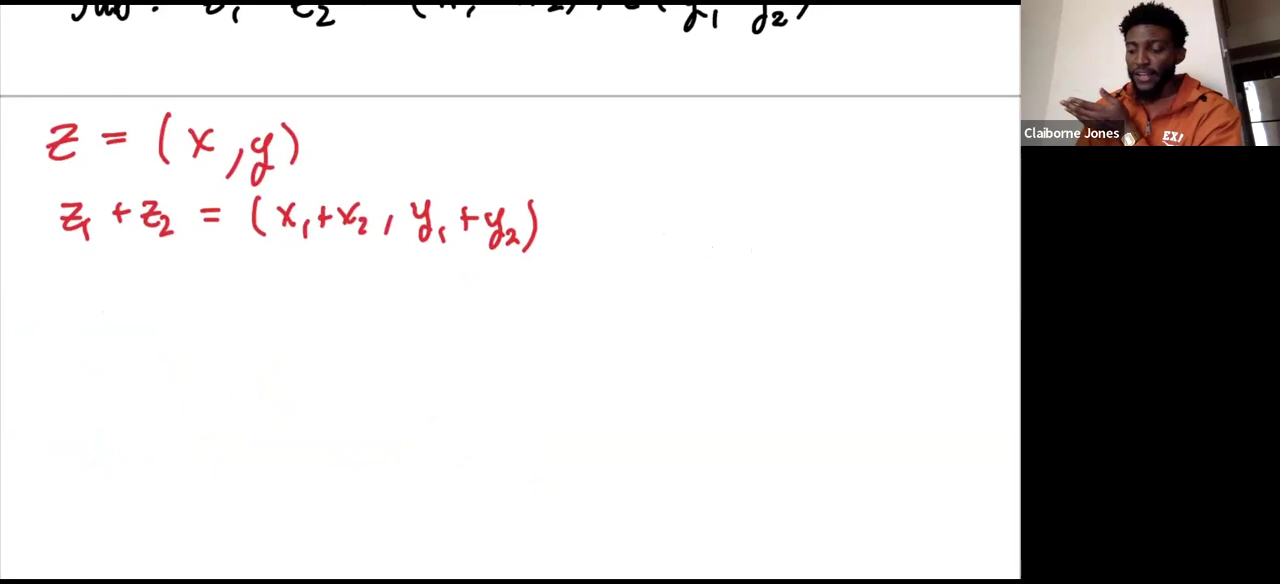 z = (x, y)
z₁ + z₂ = (x₁+x₂, y₁+y₂)
Claiborne Jones